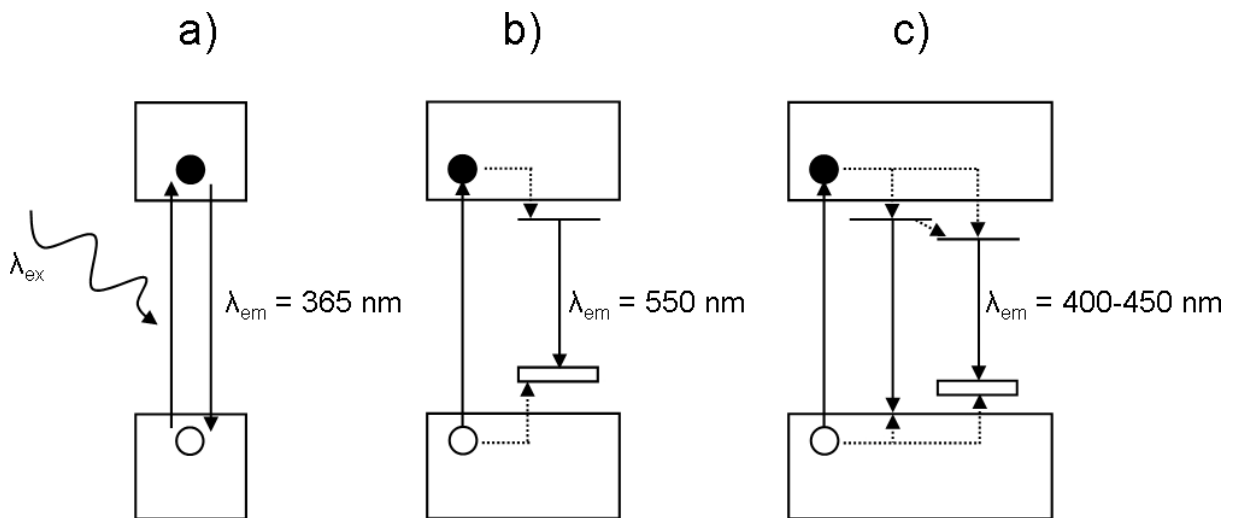 a)
b)
c)
λex
λem = 365 nm
λem = 550 nm
λem = 400-450 nm